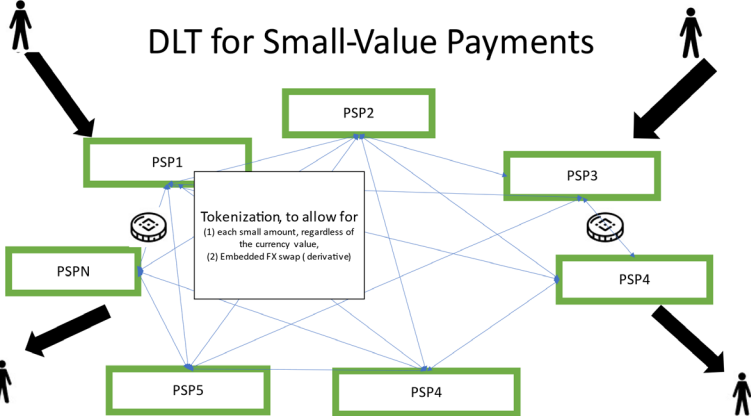 DLT for Small-Value Payments
PSP2
PSP1
PSP3
Tokenization, to allow for
(1) each small amount, regardless of
the currency value,
(2) Embedded FX swap ( derivative)
PSPN
PSP4
PSP5
PSP4